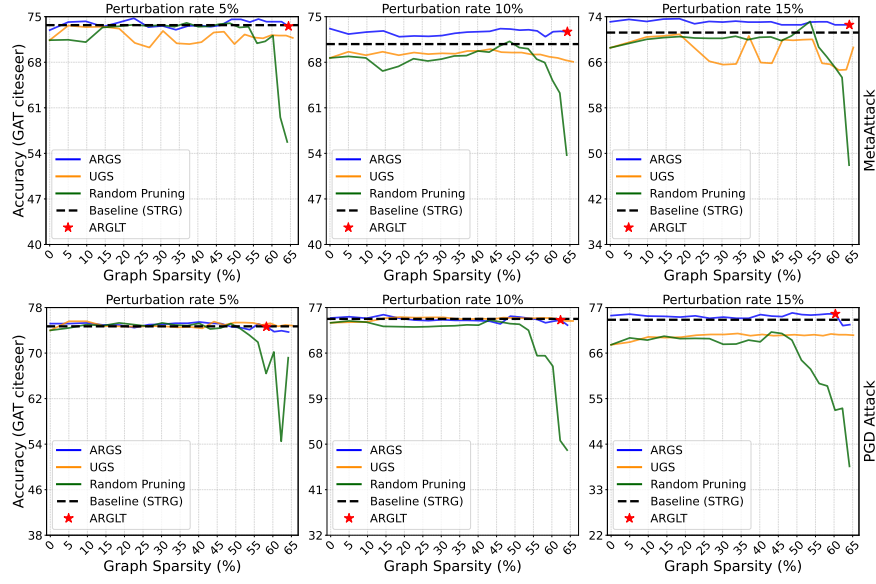 Perturbation rate 5%
Perturbation rate 10%
Perturbation rate 15%
Accuracy (GAT citeseer)
75
68
61
54
47
40
ARGS
UGS
Random Pruning
Baseline (STRG)
ARGLT
0 5 10 15 20 25 30 35 40 45 50 55 60 65
Graph Sparsity (%)
75
68
61
54
47
40
ARGS
UGS
Random Pruning
Baseline (STRG)
ARGLT
0 5 10 15 20 25 30 35 40 45 50 55 60 65
Graph Sparsity (%)
74
66
58
50
42
34
ARGS
UGS
Random Pruning
Baseline (STRG)
ARGLT
0 5 10 15 20 25 30 35 40 45 50 55 60 65
Graph Sparsity (%)
MetaAttack
Perturbation rate 5%
Perturbation rate 10%
Perturbation rate 15%
Accuracy (GAT citeseer)
78
70
62
54
46
38
ARGS
UGS
Random Pruning
Baseline (STRG)
ARGLT
0 5 10 15 20 25 30 35 40 45 50 55 60 65
Graph Sparsity (%)
77
68
59
50
41
32
ARGS
UGS
Random Pruning
Baseline (STRG)
ARGLT
0 5 10 15 20 25 30 35 40 45 50 55 60 65
Graph Sparsity (%)
77
66
55
44
33
22
ARGS
UGS
Random Pruning
Baseline (STRG)
ARGLT
0 5 10 15 20 25 30 35 40 45 50 55 60 65
Graph Sparsity (%)
PGD Attack